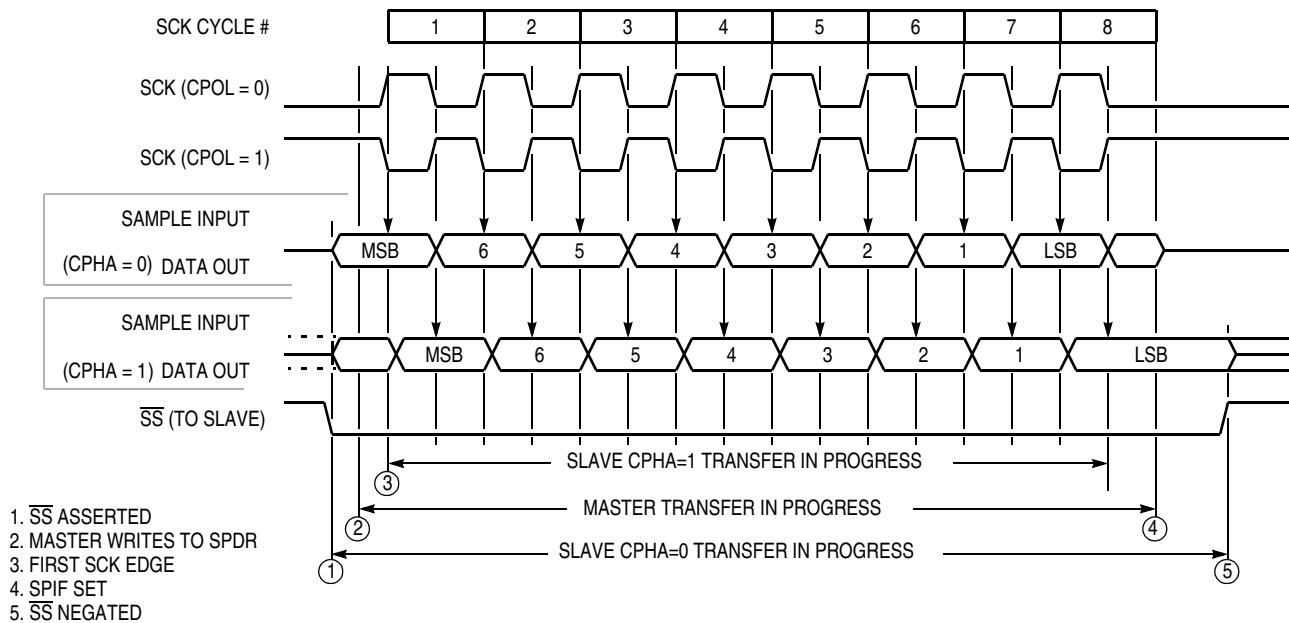 SCK CYCLE # 1 2 3 4 5 6 7 8
SCK (CPOL = 0)
SCK (CPOL = 1)
SAMPLE INPUT
(CPHA = 0) DATA OUT MSB 6 5 4 3 2 1 LSB
SAMPLE INPUT
(CPHA = 1) DATA OUT MSB 6 5 4 3 2 1 LSB
SS (TO SLAVE)
SLAVE CPHA=1 TRANSFER IN PROGRESS
3
MASTER TRANSFER IN PROGRESS
2 4
SLAVE CPHA=0 TRANSFER IN PROGRESS
1 5
1. SS ASSERTED
2. MASTER WRITES TO SPDR
3. FIRST SCK EDGE
4. SPIF SET
5. SS NEGATED